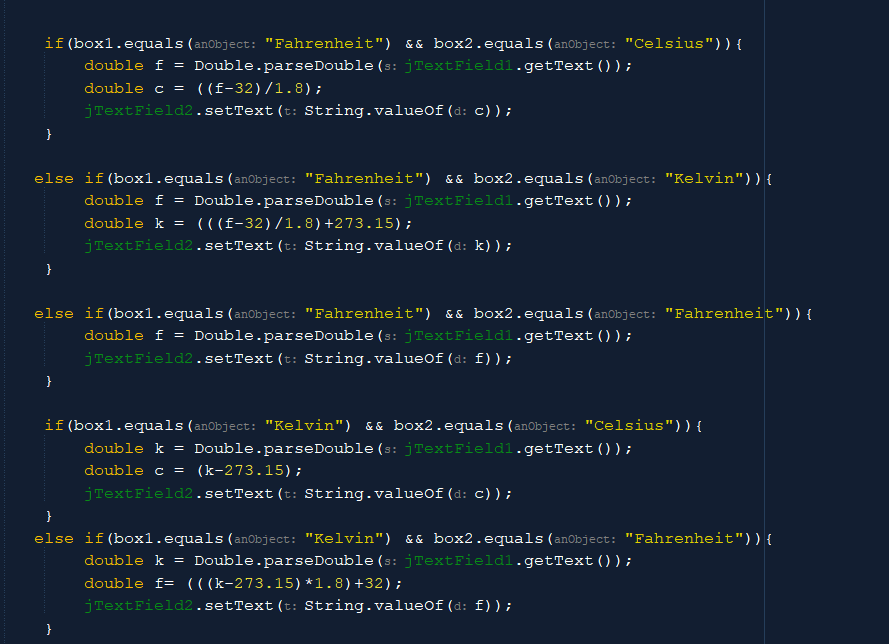 if(box1.equals(anObject: "Fahrenheit") && box2.equals(anObject: "Celsius")){
double f = Double.parseDouble(s: jTextField1.getText());
double c = ((f-32)/1.8);
jTextField2.setText(t: String.valueOf(d: c));
}
else if(box1.equals(anObject: "Fahrenheit") && box2.equals(anObject: "Kelvin")){
double f = Double.parseDouble(s: jTextField1.getText());
double k = (((f-32)/1.8)+273.15);
jTextField2.setText(t: String.valueOf(d: k));
}
else if(box1.equals(anObject: "Fahrenheit") && box2.equals(anObject: "Fahrenheit")){
double f = Double.parseDouble(s: jTextField1.getText());
jTextField2.setText(t: String.valueOf(d: f));
}
if(box1.equals(anObject: "Kelvin") && box2.equals(anObject: "Celsius")){
double k = Double.parseDouble(s: jTextField1.getText());
double c = (k-273.15);
jTextField2.setText(t: String.valueOf(d: c));
}
else if(box1.equals(anObject: "Kelvin") && box2.equals(anObject: "Fahrenheit")){
double k = Double.parseDouble(s: jTextField1.getText());
double f= (((k-273.15)*1.8)+32);
jTextField2.setText(t: String.valueOf(d: f));
}